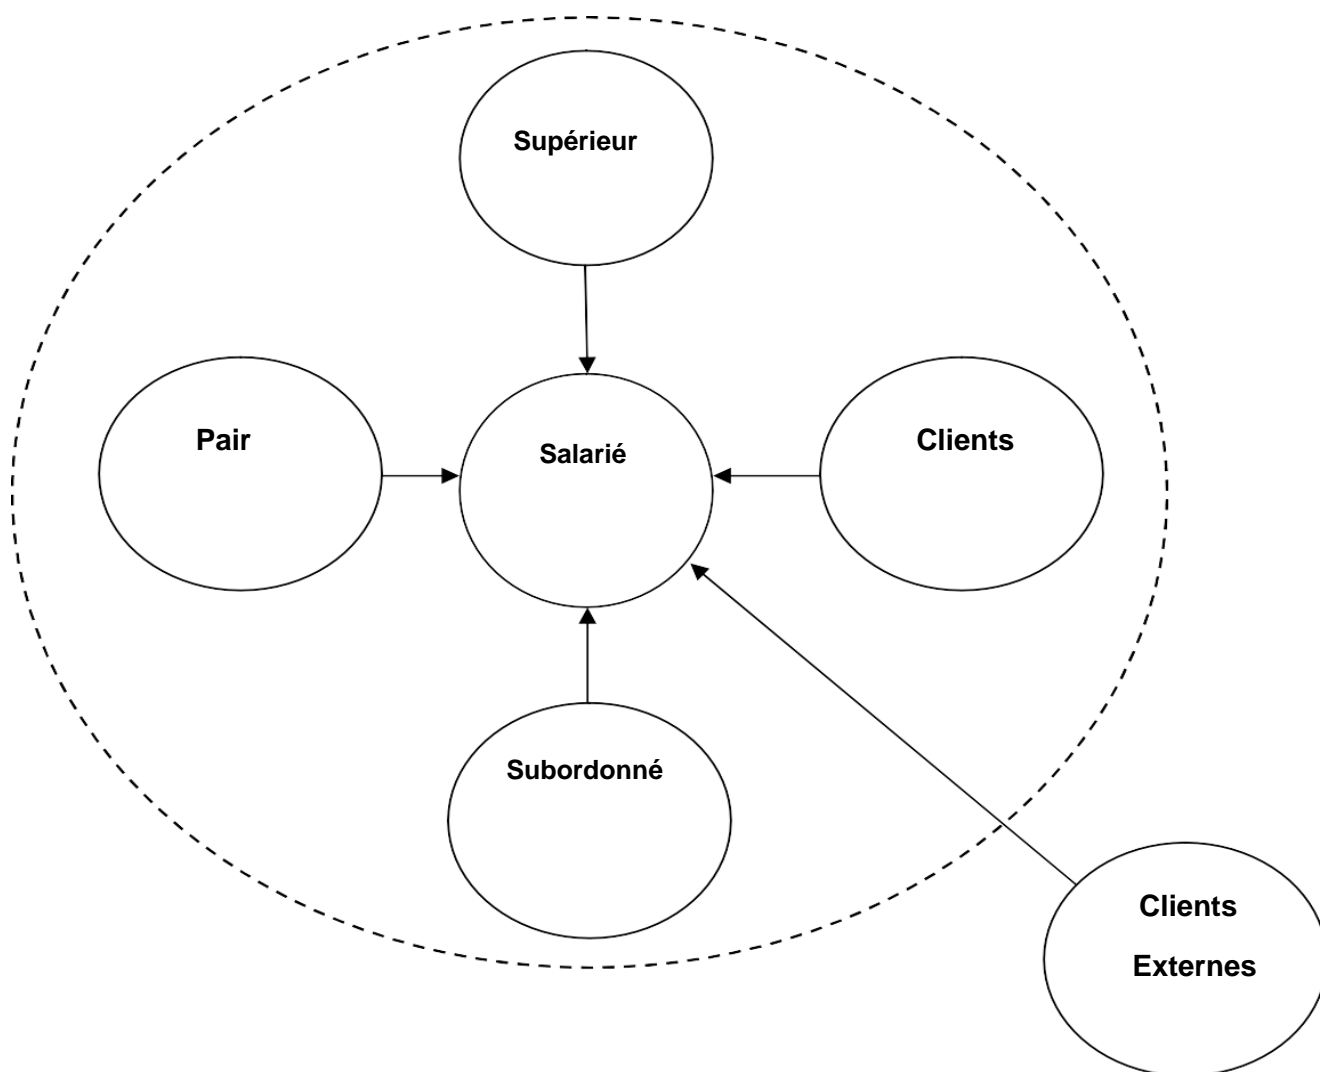 Supérieur
Pair
Salarié
Clients
Subordonné
Clients
Externes